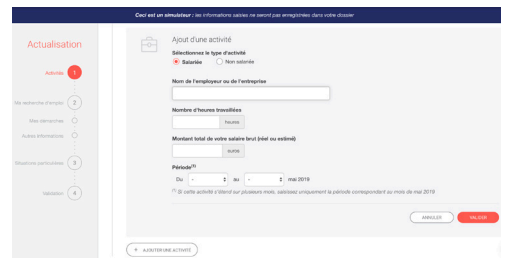 Ceci est un simulateur : les informations saisies ne seront pas enregistrées dans votre dossier
Actualisation
Activités 1
Ma recherche d'emploi 2
Mes démarches
Autres informations
Situations particulières 3
Validation 4
Ajout d'une activité
Sélectionnez le type d'activité
Salariée Non salariée
Nom de l'employeur ou de l'entreprise
Nombre d'heures travaillées
heures
Montant total de votre salaire brut (réel ou estimé)
euros
Période(1)
Du - au - mai 2019
(1) Si cette activité s'étend sur plusieurs mois, saisissez uniquement la période correspondant au mois de mai 2019
ANNULER VALIDER
+ AJOUTER UNE ACTIVITÉ